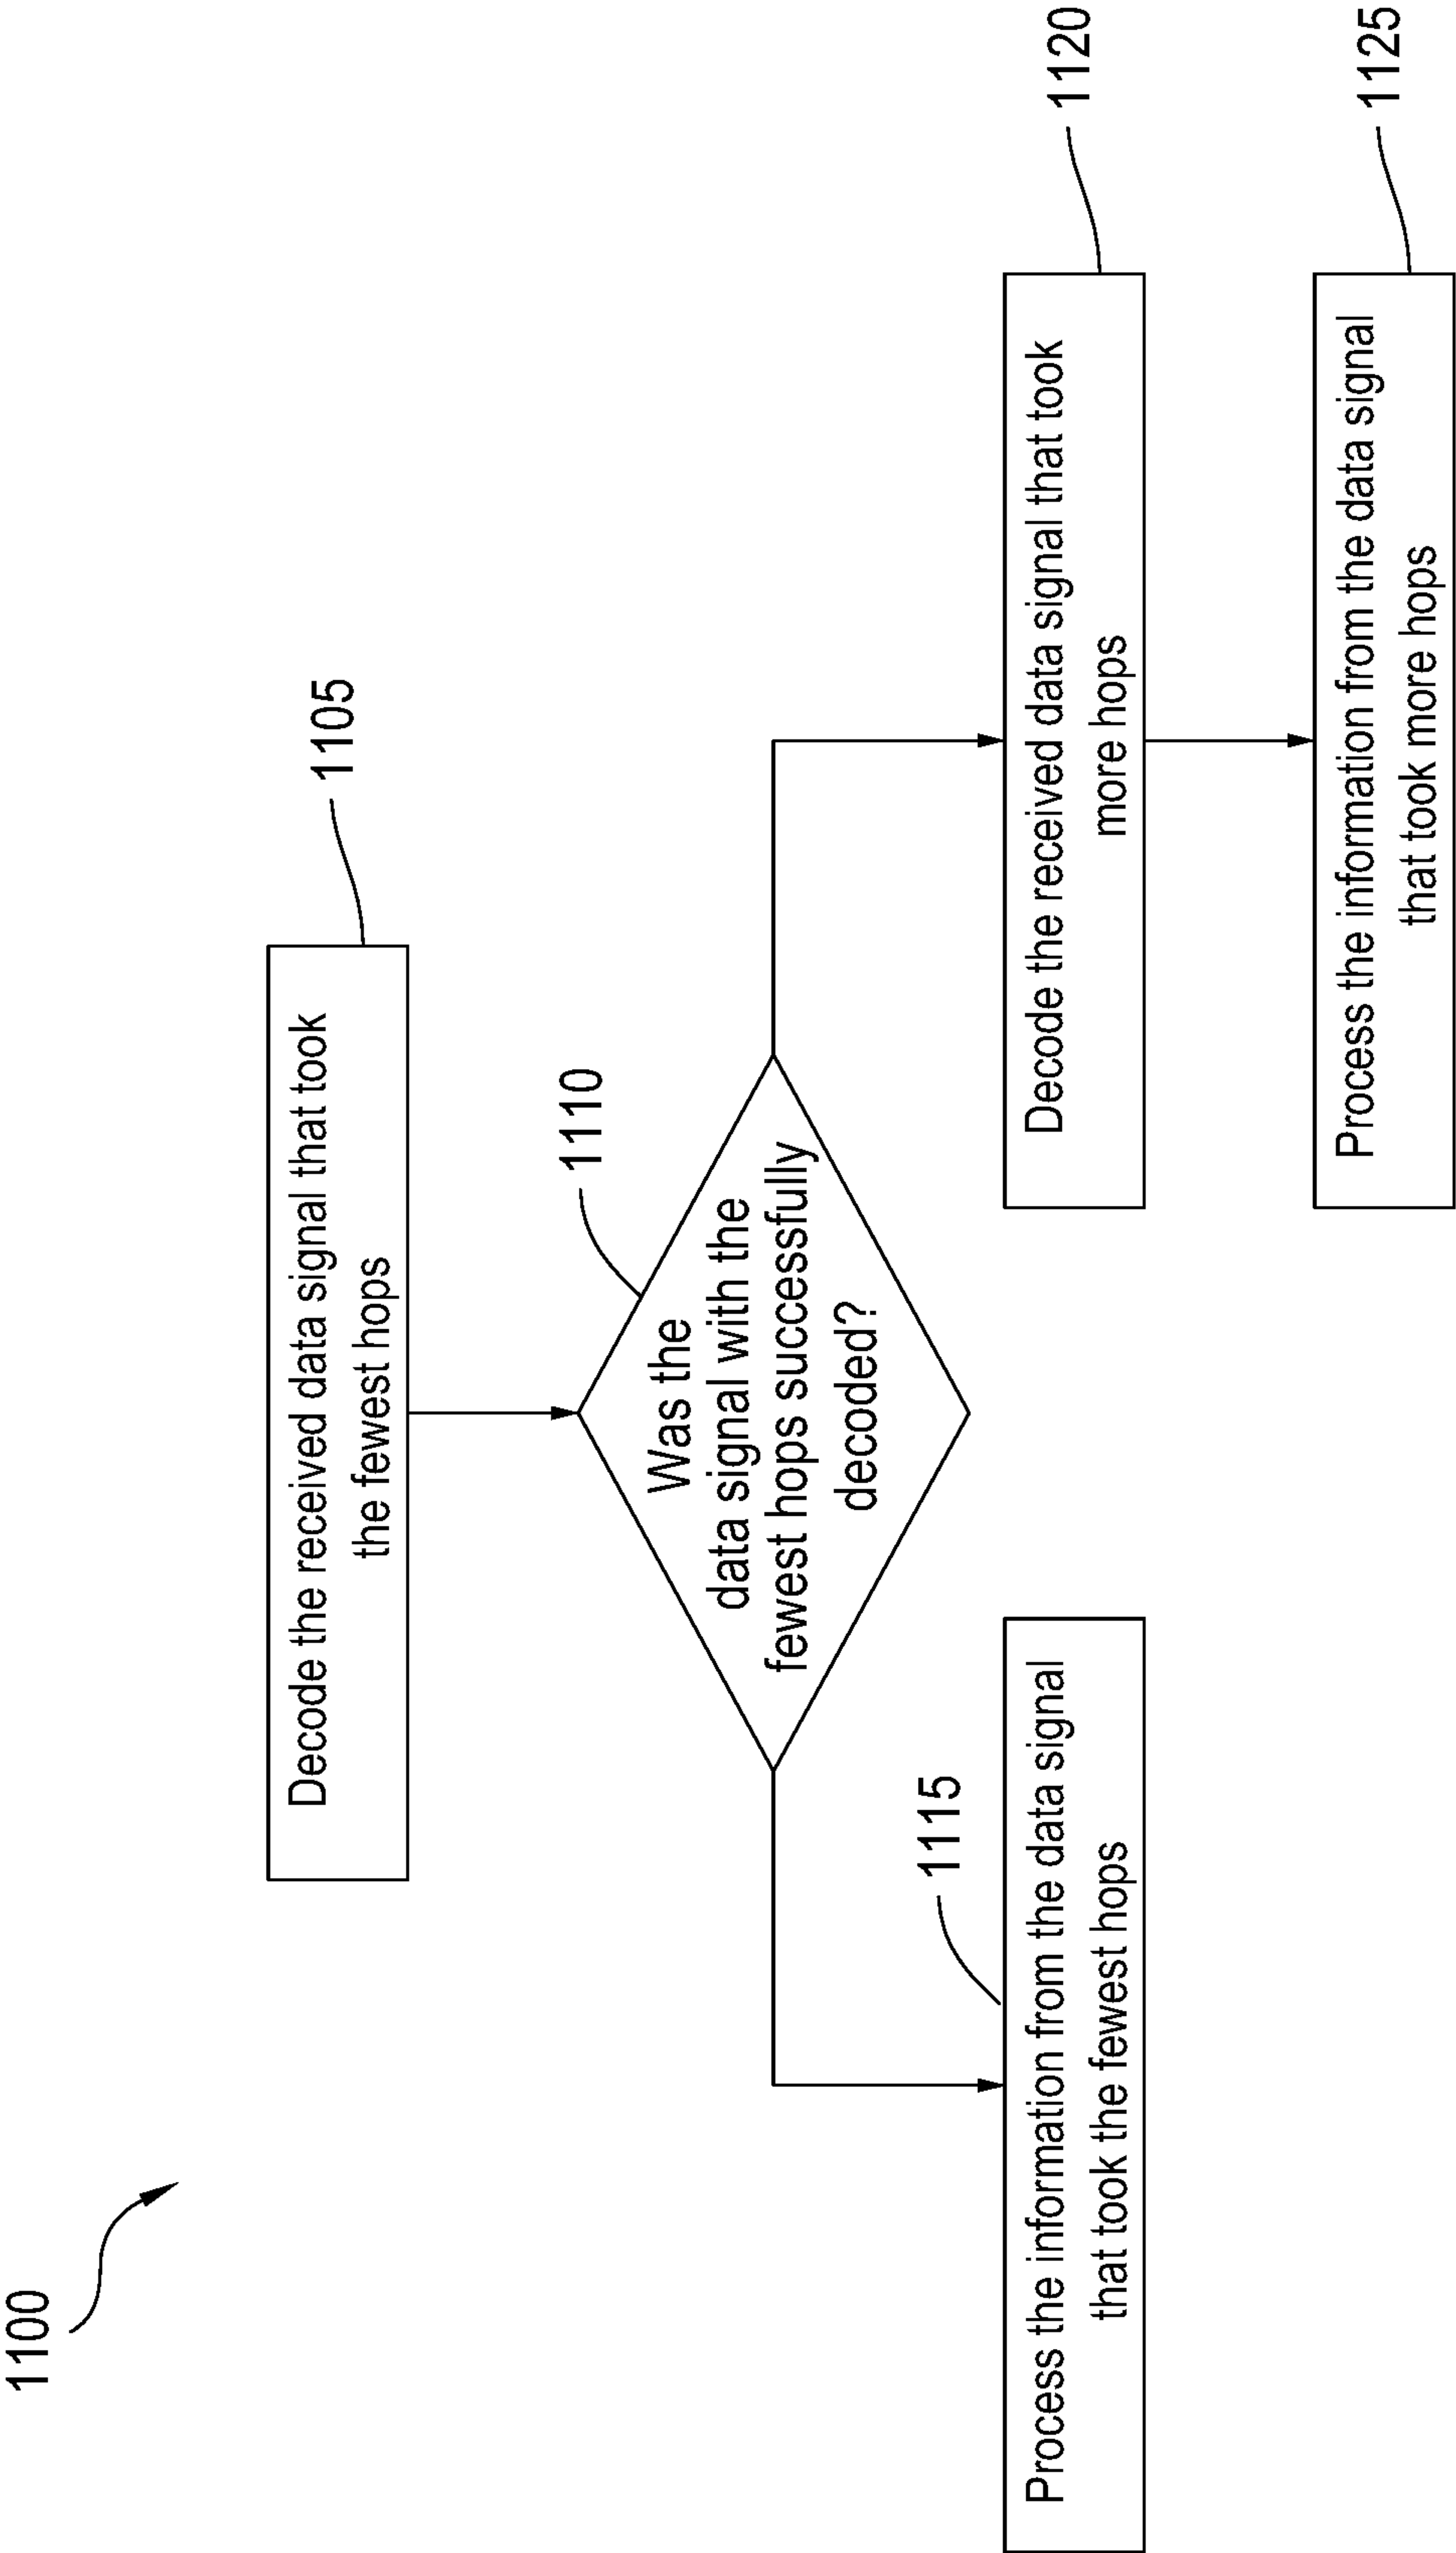 1100
Decode the received data signal that took
the fewest hops
1105
Was the
data signal with the
fewest hops successfully
decoded?
1110
1115
Process the information from the data signal
that took the fewest hops
Decode the received data signal that took
more hops
1120
Process the information from the data signal
that took more hops
1125